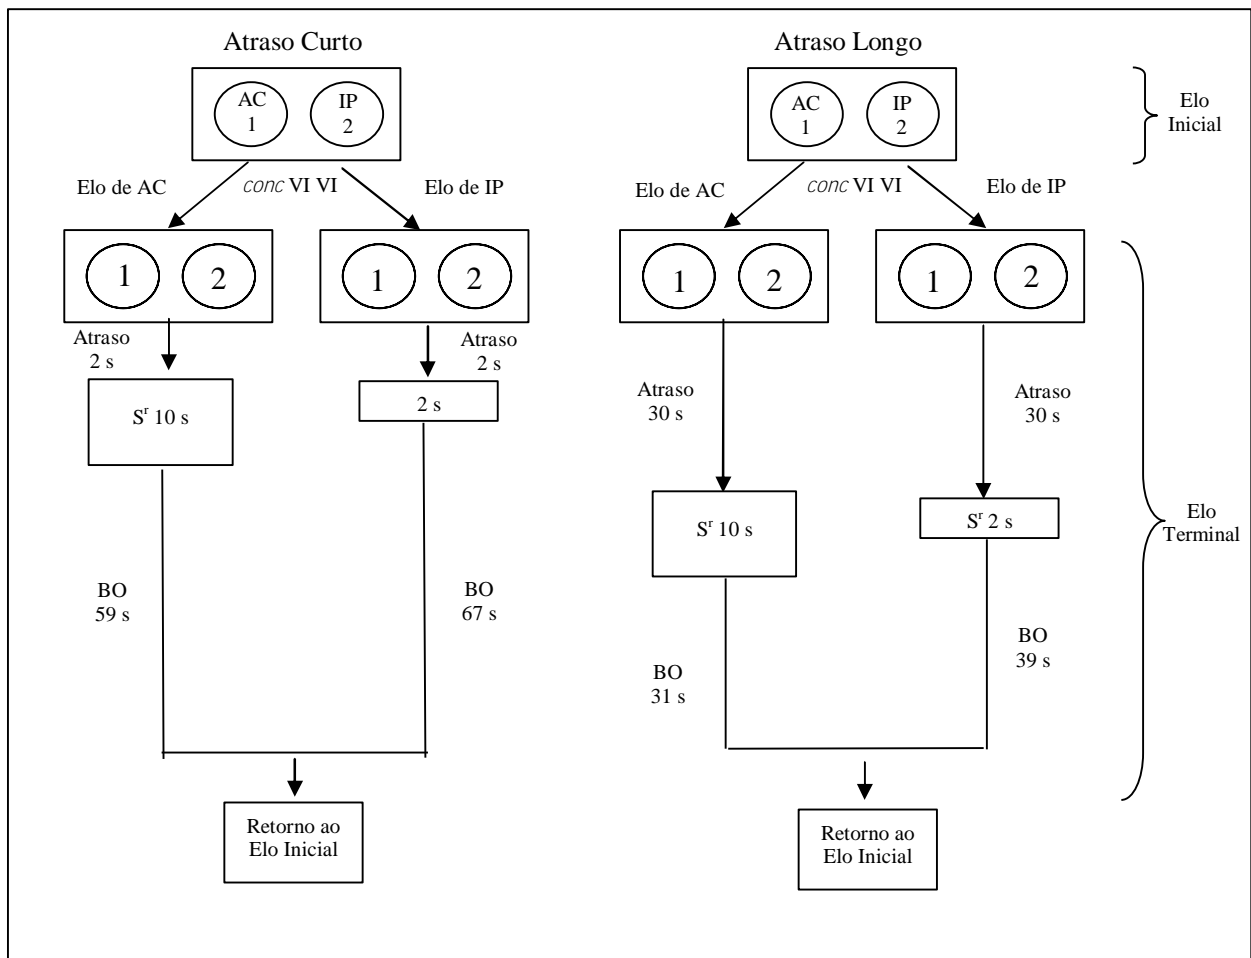 Atraso Curto
Atraso Longo
AC
1
IP
2
AC
1
IP
2
Elo
Inicial
Elo de AC
conc VI VI
Elo de IP
Elo de AC
conc VI VI
Elo de IP
1
2
1
2
1
2
1
2
Atraso
2 s
Atraso
2 s
Atraso
30 s
Atraso
30 s
Sʳ 10 s
2 s
Sʳ 10 s
Sʳ 2 s
Elo
Terminal
BO
59 s
BO
67 s
BO
31 s
BO
39 s
Retorno ao
Elo Inicial
Retorno ao
Elo Inicial